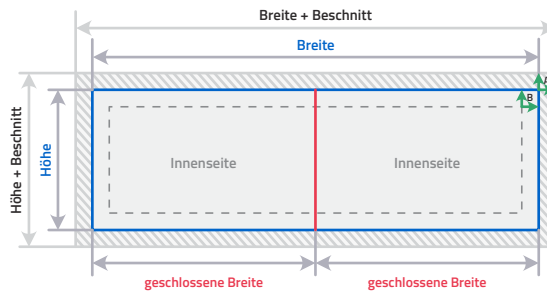 Breite + Beschnitt
Breite
A
B
Höhe + Beschnitt
Höhe
Innenseite
Innenseite
geschlossene Breite
geschlossene Breite